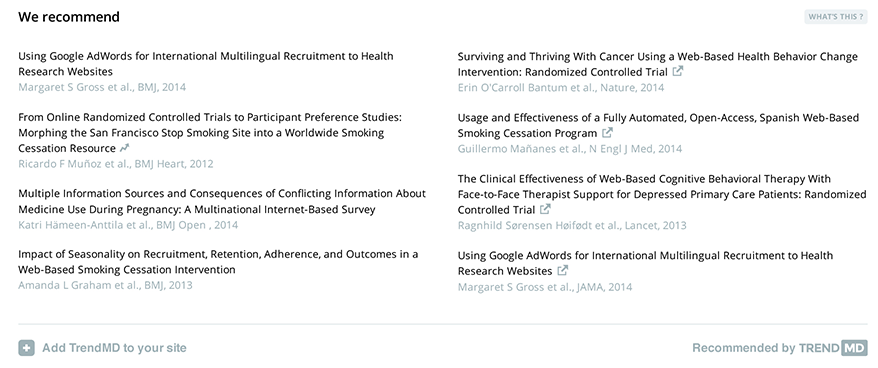 We recommend
WHAT'S THIS ?
Using Google AdWords for International Multilingual Recruitment to Health
Research Websites
Margaret S Gross et al., BMJ, 2014
From Online Randomized Controlled Trials to Participant Preference Studies:
Morphing the San Francisco Stop Smoking Site into a Worldwide Smoking
Cessation Resource
Ricardo F Muñoz et al., BMJ Heart, 2012
Multiple Information Sources and Consequences of Conflicting Information About
Medicine Use During Pregnancy: A Multinational Internet-Based Survey
Katri Hämeen-Anttila et al., BMJ Open , 2014
Impact of Seasonality on Recruitment, Retention, Adherence, and Outcomes in a
Web-Based Smoking Cessation Intervention
Amanda L Graham et al., BMJ, 2013
Surviving and Thriving With Cancer Using a Web-Based Health Behavior Change
Intervention: Randomized Controlled Trial
Erin O'Carroll Bantum et al., Nature, 2014
Usage and Effectiveness of a Fully Automated, Open-Access, Spanish Web-Based
Smoking Cessation Program
Guillermo Mañanes et al., N Engl J Med, 2014
The Clinical Effectiveness of Web-Based Cognitive Behavioral Therapy With
Face-to-Face Therapist Support for Depressed Primary Care Patients: Randomized
Controlled Trial
Ragnhild Sørensen Høifødt et al., Lancet, 2013
Using Google AdWords for International Multilingual Recruitment to Health
Research Websites
Margaret S Gross et al., JAMA, 2014
Add TrendMD to your site
Recommended by TREND MD